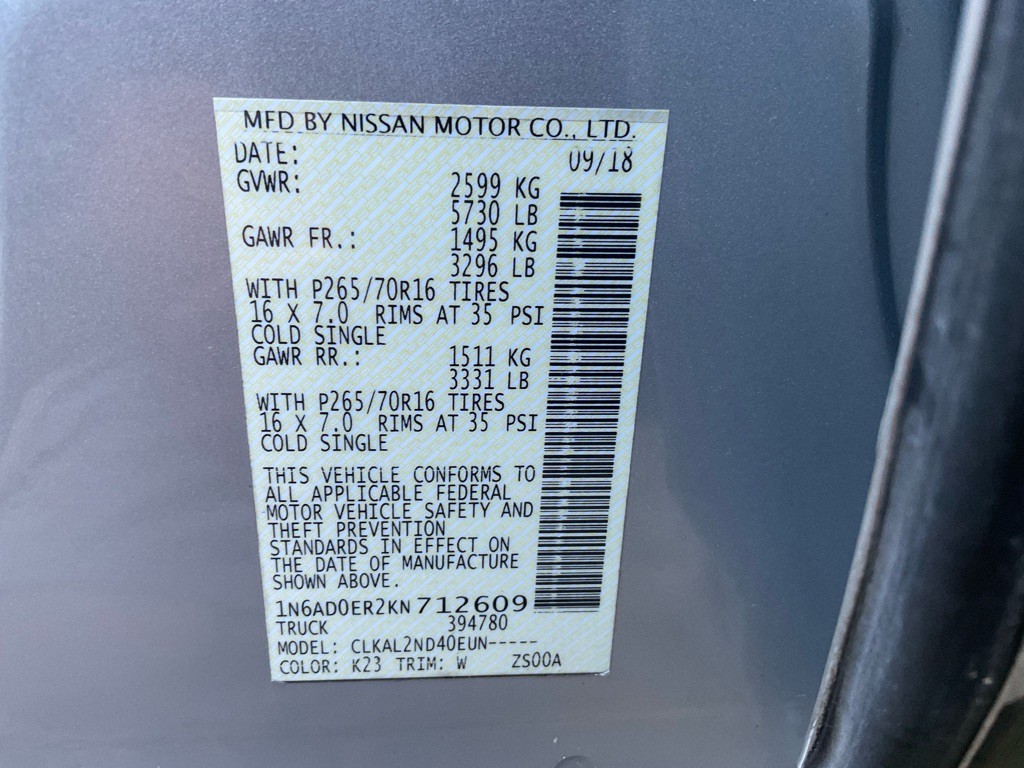 MFD BY NISSAN MOTOR CO., LTD.
DATE: 09/18
GVWR: 2599 KG
5730 LB
GAWR FR.: 1495 KG
3296 LB
WITH P265/70R16 TIRES
16 X 7.0 RIMS AT 35 PSI
COLD SINGLE
GAWR RR.: 1511 KG
3331 LB
WITH P265/70R16 TIRES
16 X 7.0 RIMS AT 35 PSI
COLD SINGLE
THIS VEHICLE CONFORMS TO
ALL APPLICABLE FEDERAL
MOTOR VEHICLE SAFETY AND
THEFT PREVENTION
STANDARDS IN EFFECT ON
THE DATE OF MANUFACTURE
SHOWN ABOVE.
1N6AD0ER2KN712609
TRUCK 394780
MODEL: CLKAL2ND40EUN-----
COLOR: K23 TRIM: W ZS00A